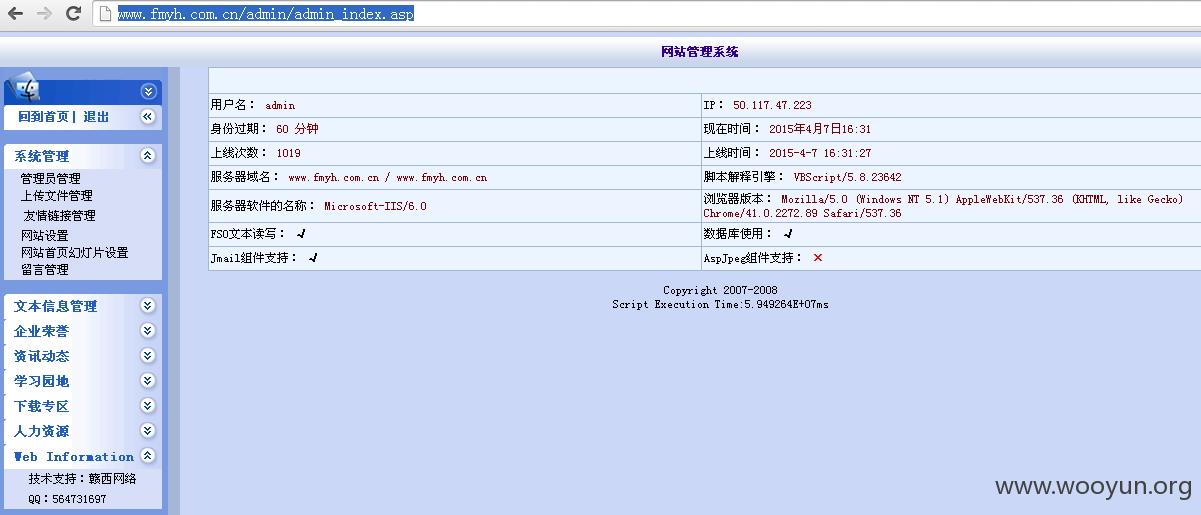 www.fmyh.com.cn/admin/admin_index.asp
网站管理系统
回到首页 | 退出
系统管理
管理员管理
上传文件管理
友情链接管理
网站设置
网站首页幻灯片设置
留言管理
文本信息管理
企业荣誉
资讯动态
学习园地
下载专区
人力资源
Web Information
技术支持：赣西网络
QQ：564731697
用户名： admin
IP： 50.117.47.223
身份过期： 60 分钟
现在时间： 2015年4月7日16:31
上线次数： 1019
上线时间： 2015-4-7 16:31:27
服务器域名： www.fmyh.com.cn / www.fmyh.com.cn
脚本解释引擎： VBScript/5.8.23642
服务器软件的名称： Microsoft-IIS/6.0
浏览器版本： Mozilla/5.0 (Windows NT 5.1) AppleWebKit/537.36 (KHTML, like Gecko)
Chrome/41.0.2272.89 Safari/537.36
FSO文本读写： ✓
数据库使用： ✓
Jmail组件支持： ✓
AspJpeg组件支持： ×
Copyright 2007-2008
Script Execution Time:5.949264E+07ms
www.wooyun.org